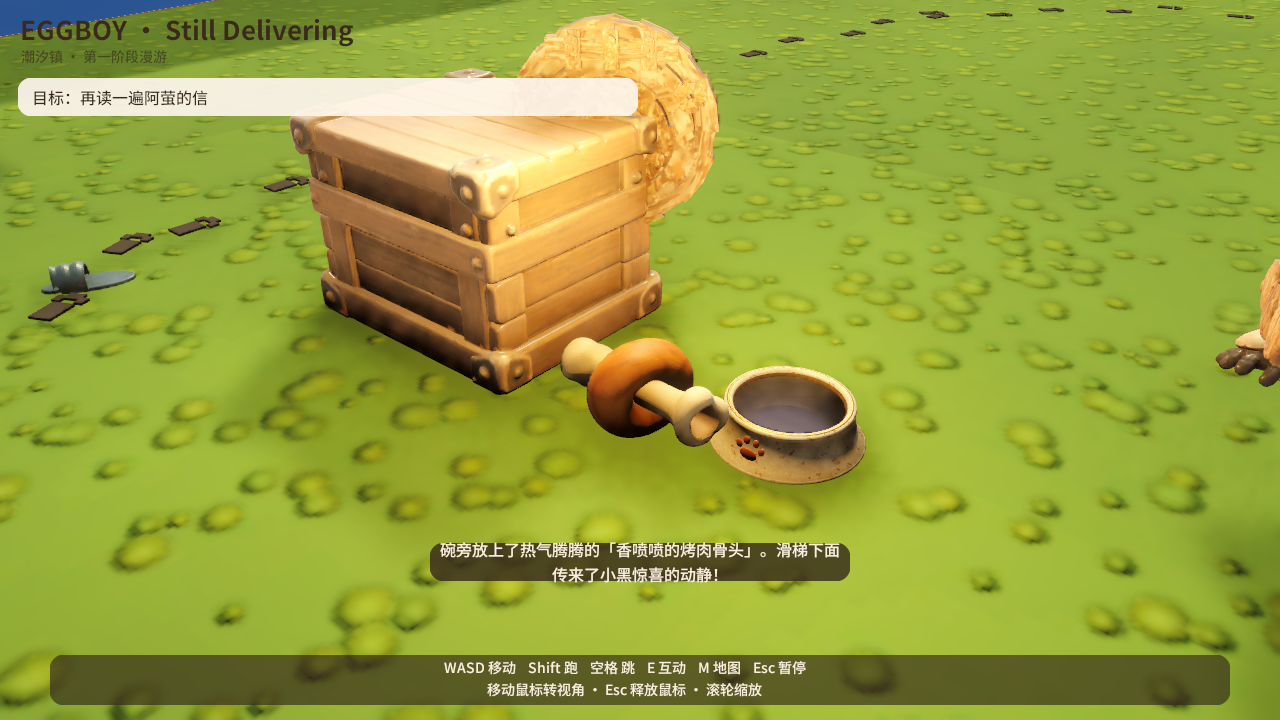 EGGBOY • Still Delivering
潮汐镇 • 第一阶段漫游
目标：再读一遍阿萤的信
碗旁放上了热气腾腾的「香喷喷的烤肉骨头」。滑梯下面
传来了小黑惊喜的动静！
WASD 移动 Shift 跑 空格 跳 E 互动 M 地图 Esc 暂停
移动鼠标转视角 • Esc 释放鼠标 • 滚轮缩放